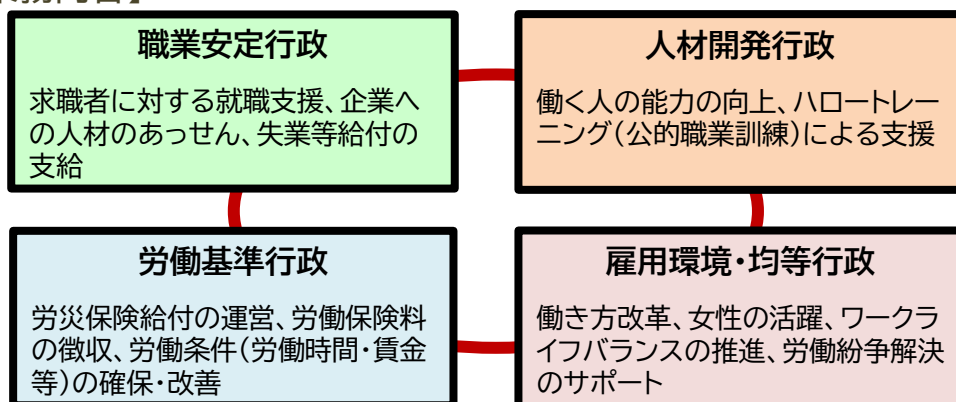 職業安定行政
求職者に対する就職支援、企業へ
の人材のあっせん、失業等給付の
支給
人材開発行政
働く人の能力の向上、ハロートレー
ニング(公的職業訓練)による支援
労働基準行政
労災保険給付の運営、労働保険料
の徴収、労働条件(労働時間・賃金
等)の確保・改善
雇用環境・均等行政
働き方改革、女性の活躍、ワークラ
イフバランスの推進、労働紛争解決
のサポート